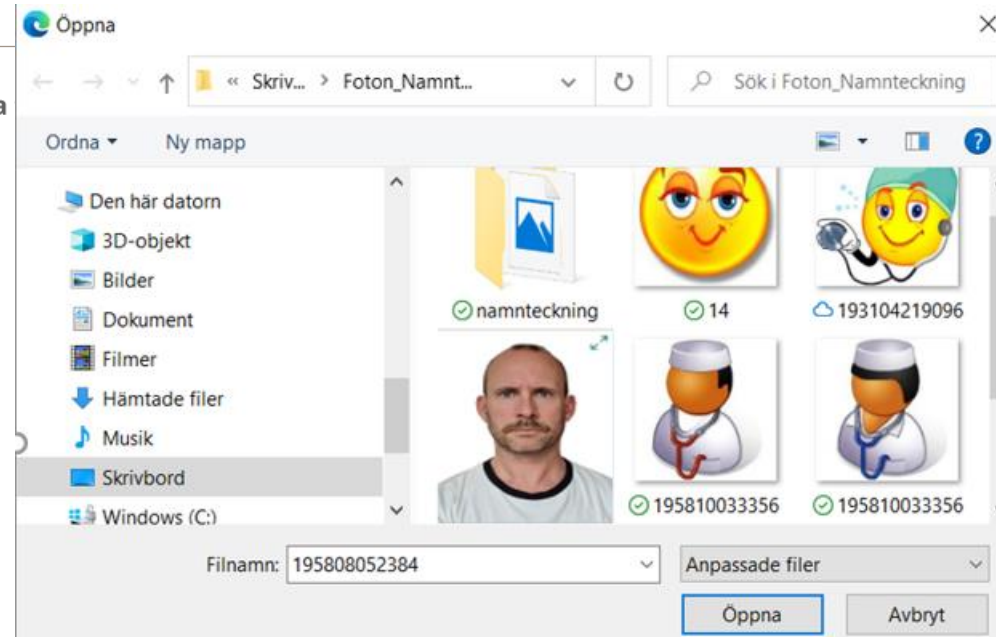 Öppna
a
« Skriv... > Foton_Namnt...
Sök i Foton_Namnteckning
Ordna
Ny mapp
?
Den här datorn
3D-objekt
Bilder
Dokument
Filmer
Hämtade filer
Musik
Skrivbord
Windows (C:)
namnteckning
14
193104219096
195810033356
195810033356
Filnamn: 195808052384
Anpassade filer
Öppna
Avbryt